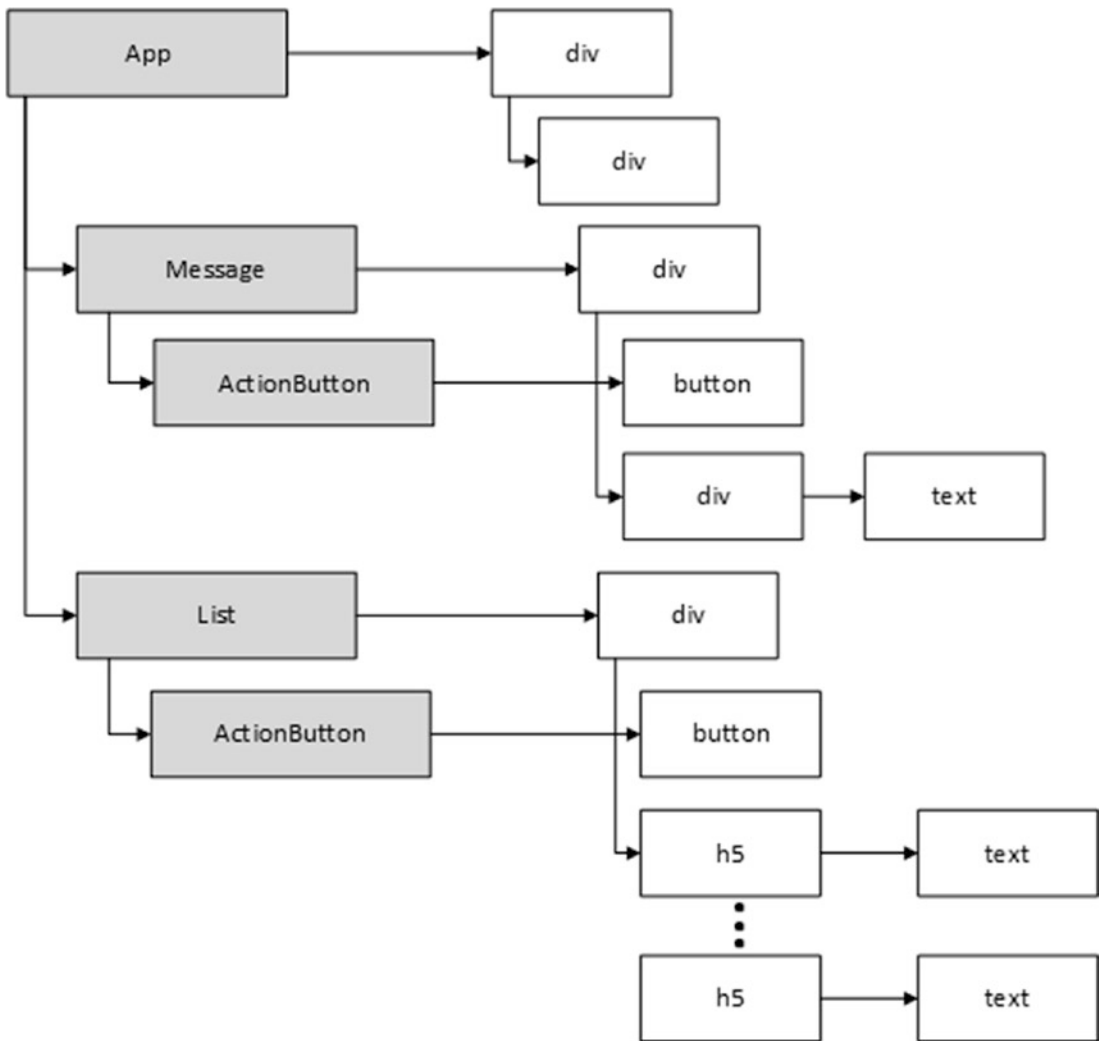 App
div
div
Message
div
ActionButton
button
div
text
List
div
ActionButton
button
h5
text
h5
text